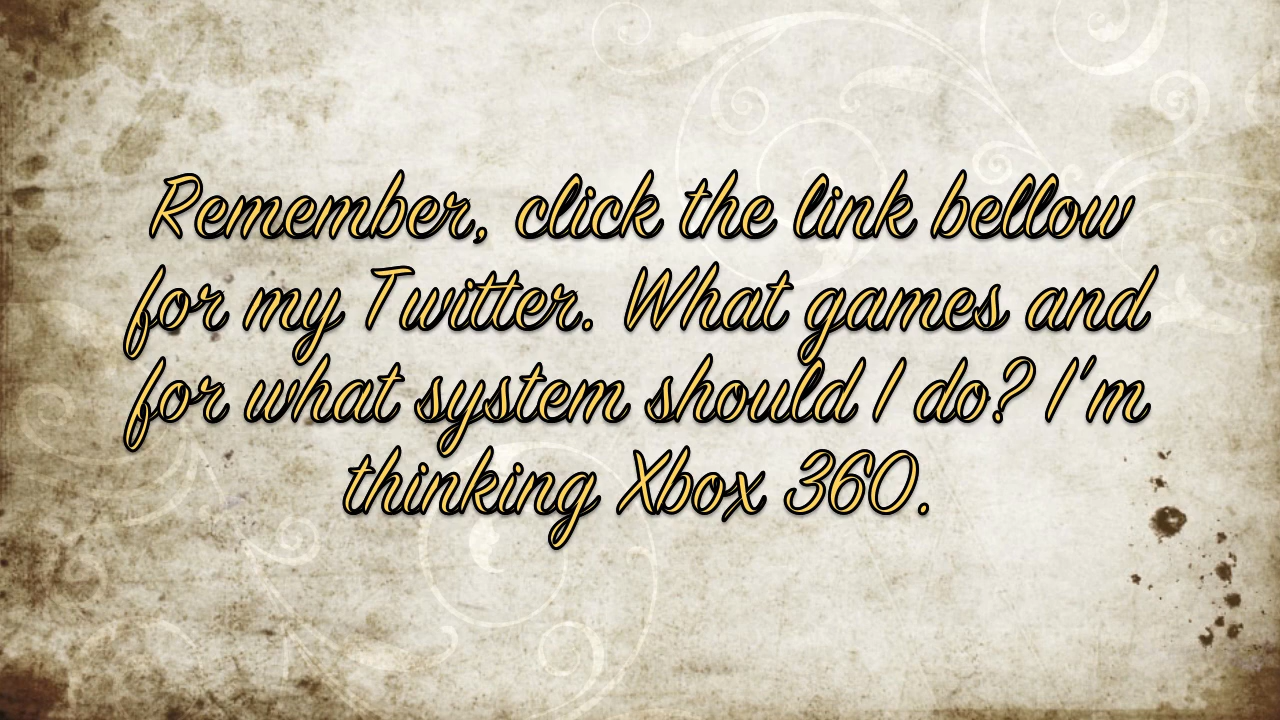 Remember, click the link bellow
for my Twitter. What games and
for what system should I do? I'm
thinking Xbox 360.